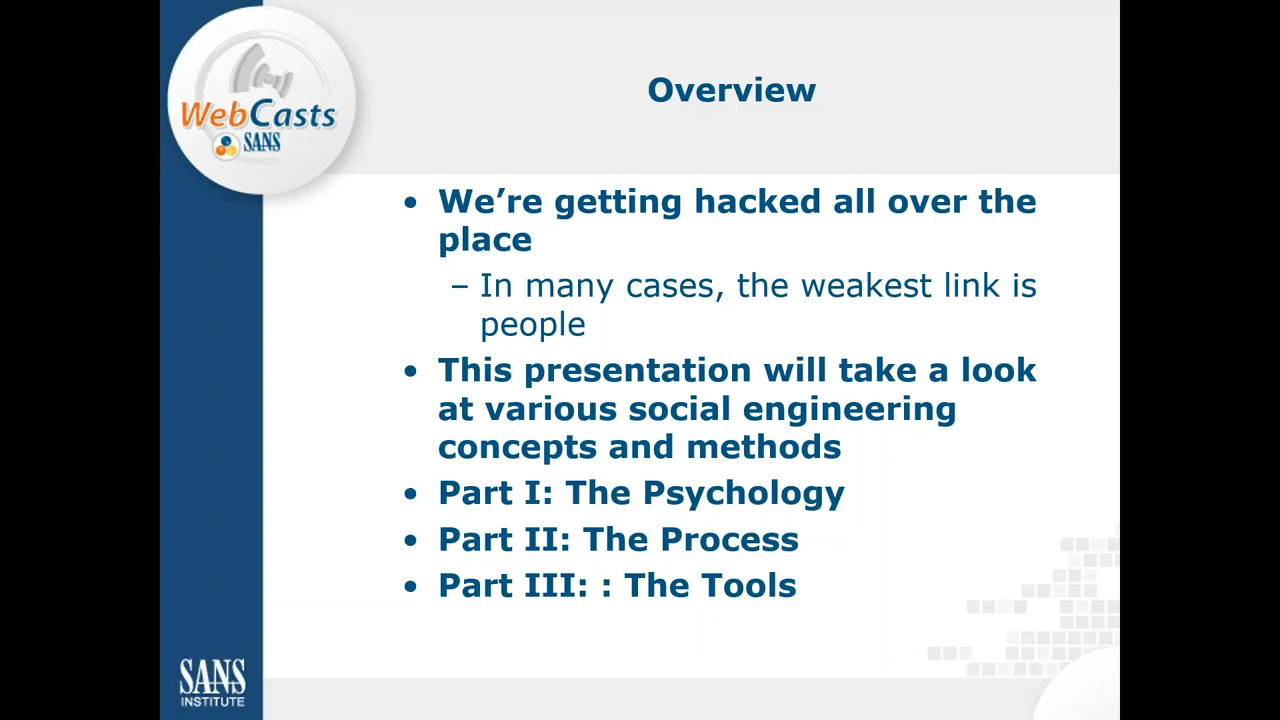 WebCasts
SANS
Overview
• We’re getting hacked all over the
place
– In many cases, the weakest link is
people
• This presentation will take a look
at various social engineering
concepts and methods
• Part I: The Psychology
• Part II: The Process
• Part III: : The Tools
SANS
INSTITUTE